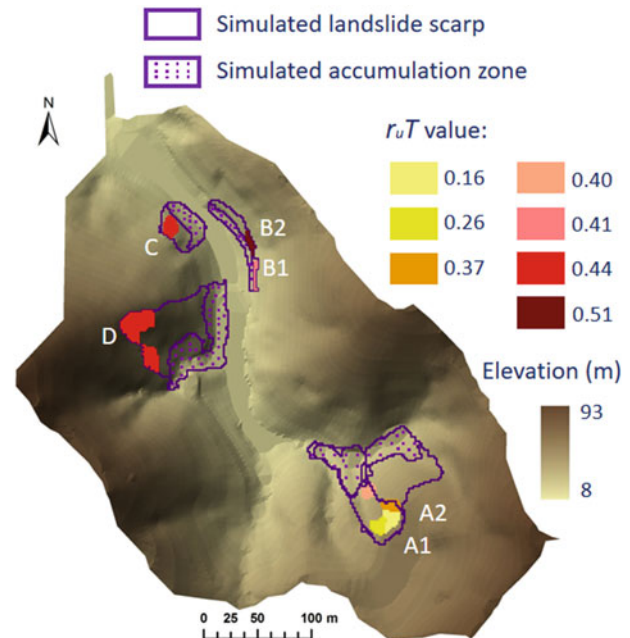 Simulated landslide scarp
Simulated accumulation zone
N
rᵤT value:
0.16
0.40
0.26
0.41
0.37
0.44
0.51
B2
C
B1
D
Elevation (m)
93
8
A2
A1
0 25 50 100 m